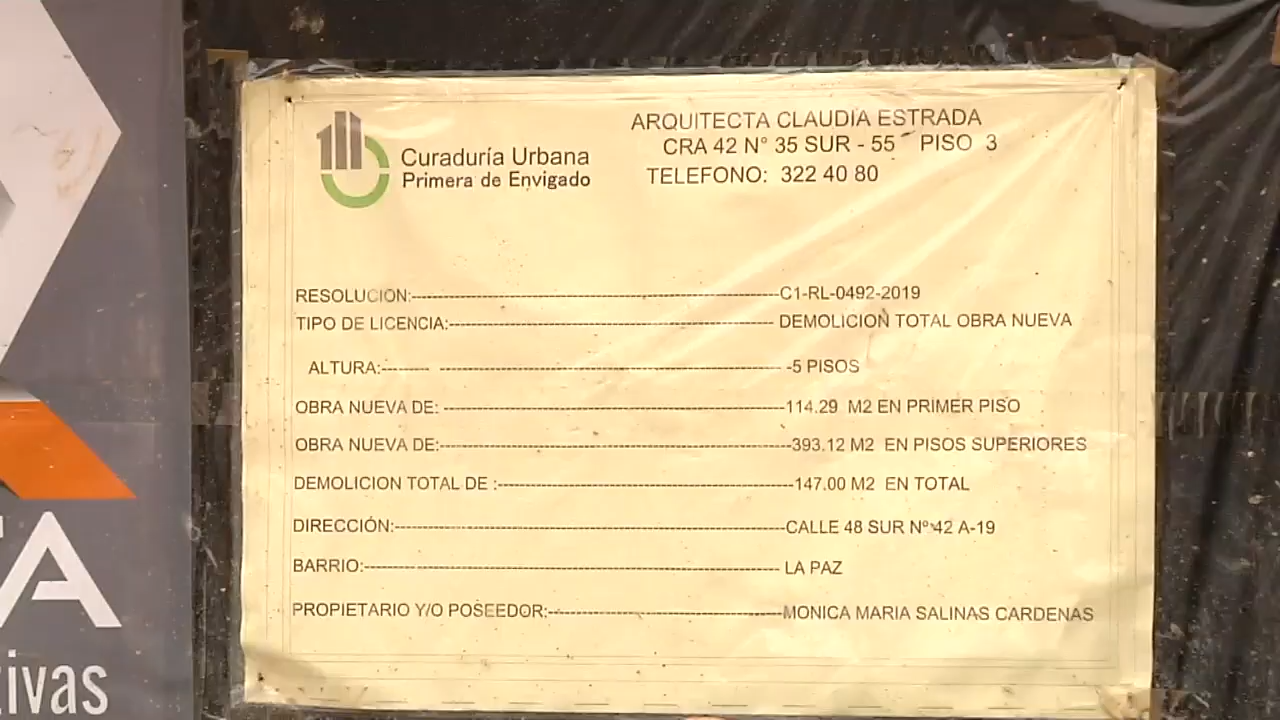 Curaduría Urbana
Primera de Envigado
ARQUITECTA CLAUDIA ESTRADA
CRA 42 N° 35 SUR - 55 PISO 3
TELEFONO: 322 40 80
RESOLUCION:---C1-RL-0492-2019
TIPO DE LICENCIA:--- DEMOLICION TOTAL OBRA NUEVA
ALTURA:--- -5 PISOS
OBRA NUEVA DE: ---114.29 M2 EN PRIMER PISO
OBRA NUEVA DE:---393.12 M2 EN PISOS SUPERIORES
DEMOLICION TOTAL DE :---147.00 M2 EN TOTAL
DIRECCIÓN:---CALLE 48 SUR Nº 42 A-19
BARRIO:--- LA PAZ
PROPIETARIO Y/O POSEEDOR:---MONICA MARIA SALINAS CARDENAS